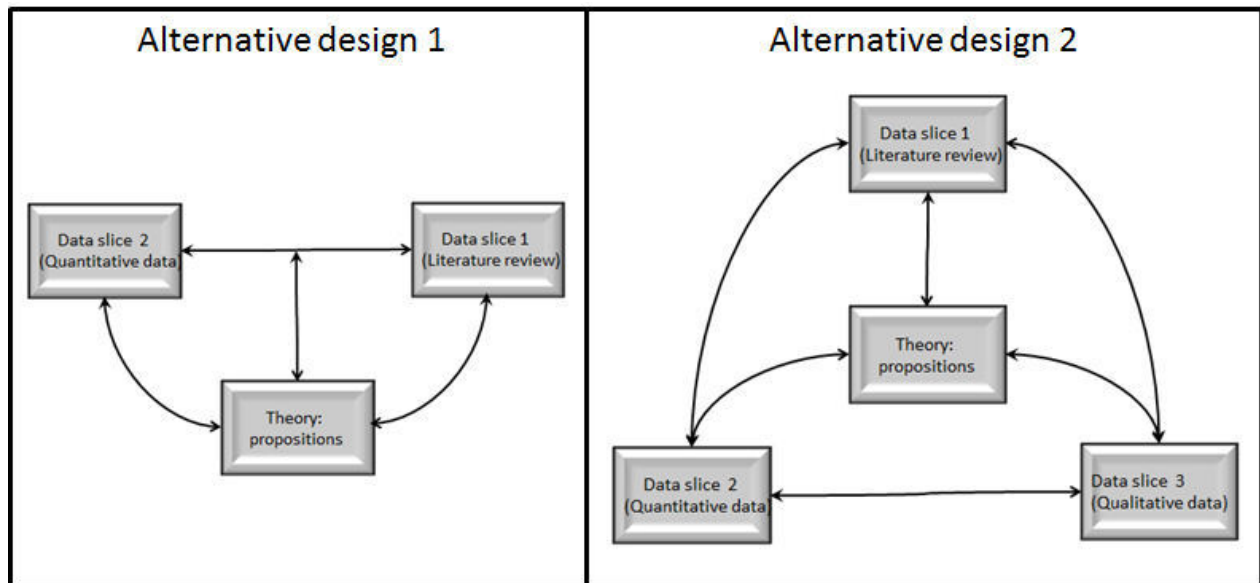 Alternative design 1
Data slice 2
(Quantitative data)
Data slice 1
(Literature review)
Theory:
propositions
Alternative design 2
Data slice 1
(Literature review)
Theory:
propositions
Data slice 2
(Quantitative data)
Data slice 3
(Qualitative data)